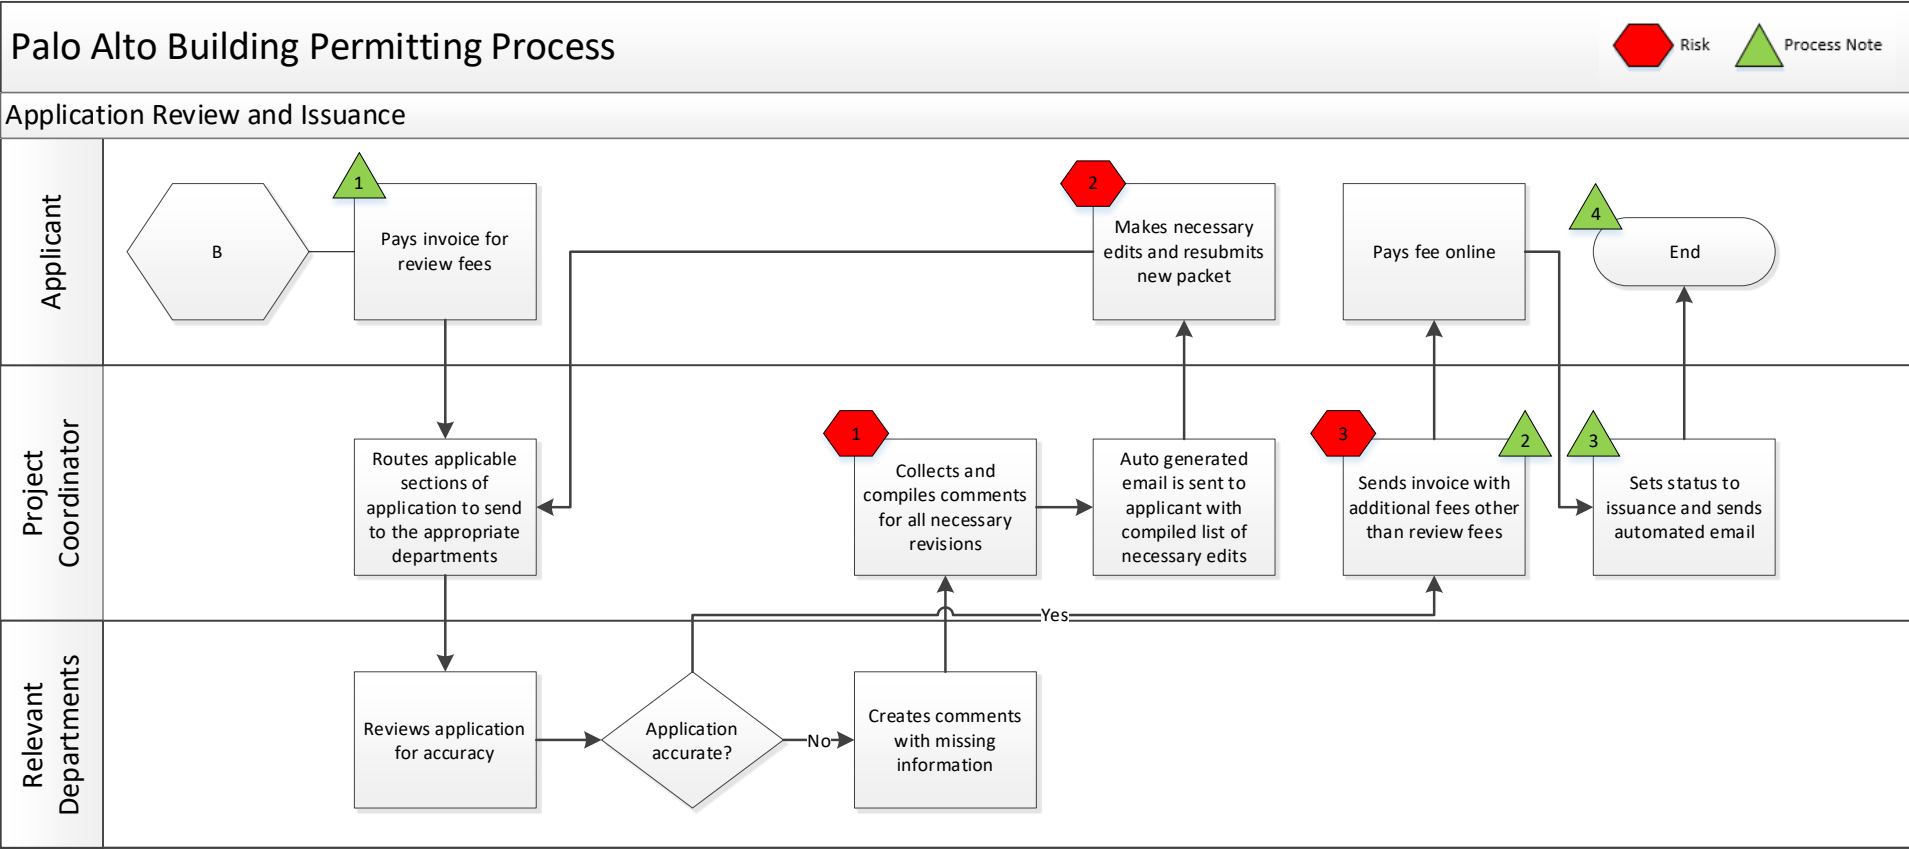 Palo Alto Building Permitting Process
Risk
Process Note
Application Review and Issuance
Applicant
B
1
Pays invoice for
review fees
2
Makes necessary
edits and resubmits
new packet
Pays fee online
4
End
Project
Coordinator
Routes applicable
sections of
application to send
to the appropriate
departments
1
Collects and
compiles comments
for all necessary
revisions
Auto generated
email is sent to
applicant with
compiled list of
necessary edits
3
2
Sends invoice with
additional fees other
than review fees
3
Sets status to
issuance and sends
automated email
Yes
Relevant
Departments
Reviews application
for accuracy
Application
accurate?
No
Creates comments
with missing
information